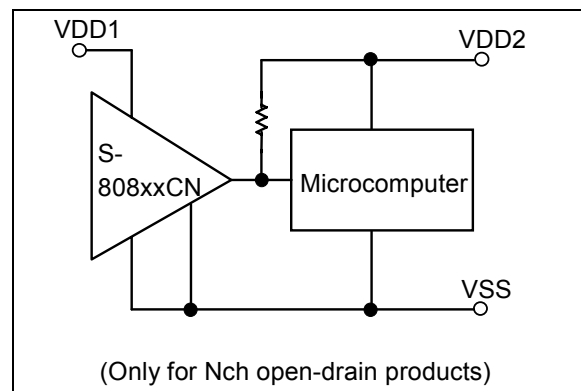 VDD1
VDD2
S-
808xxCN
Microcomputer
VSS
(Only for Nch open-drain products)